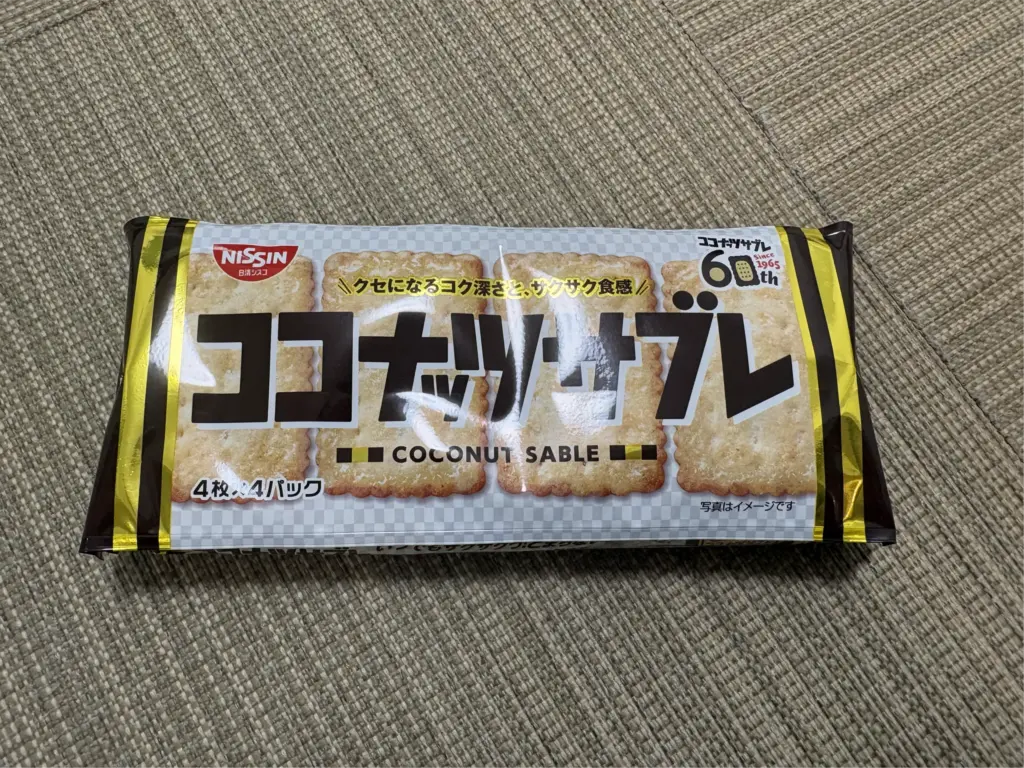 NISSIN
日清シスコ
ココナッツサブレ
60th
Since 1965
クセになるコク深さと、サクサク食感
ココナッツサブレ
COCONUT SABLE
4枚×4パック
写真はイメージです